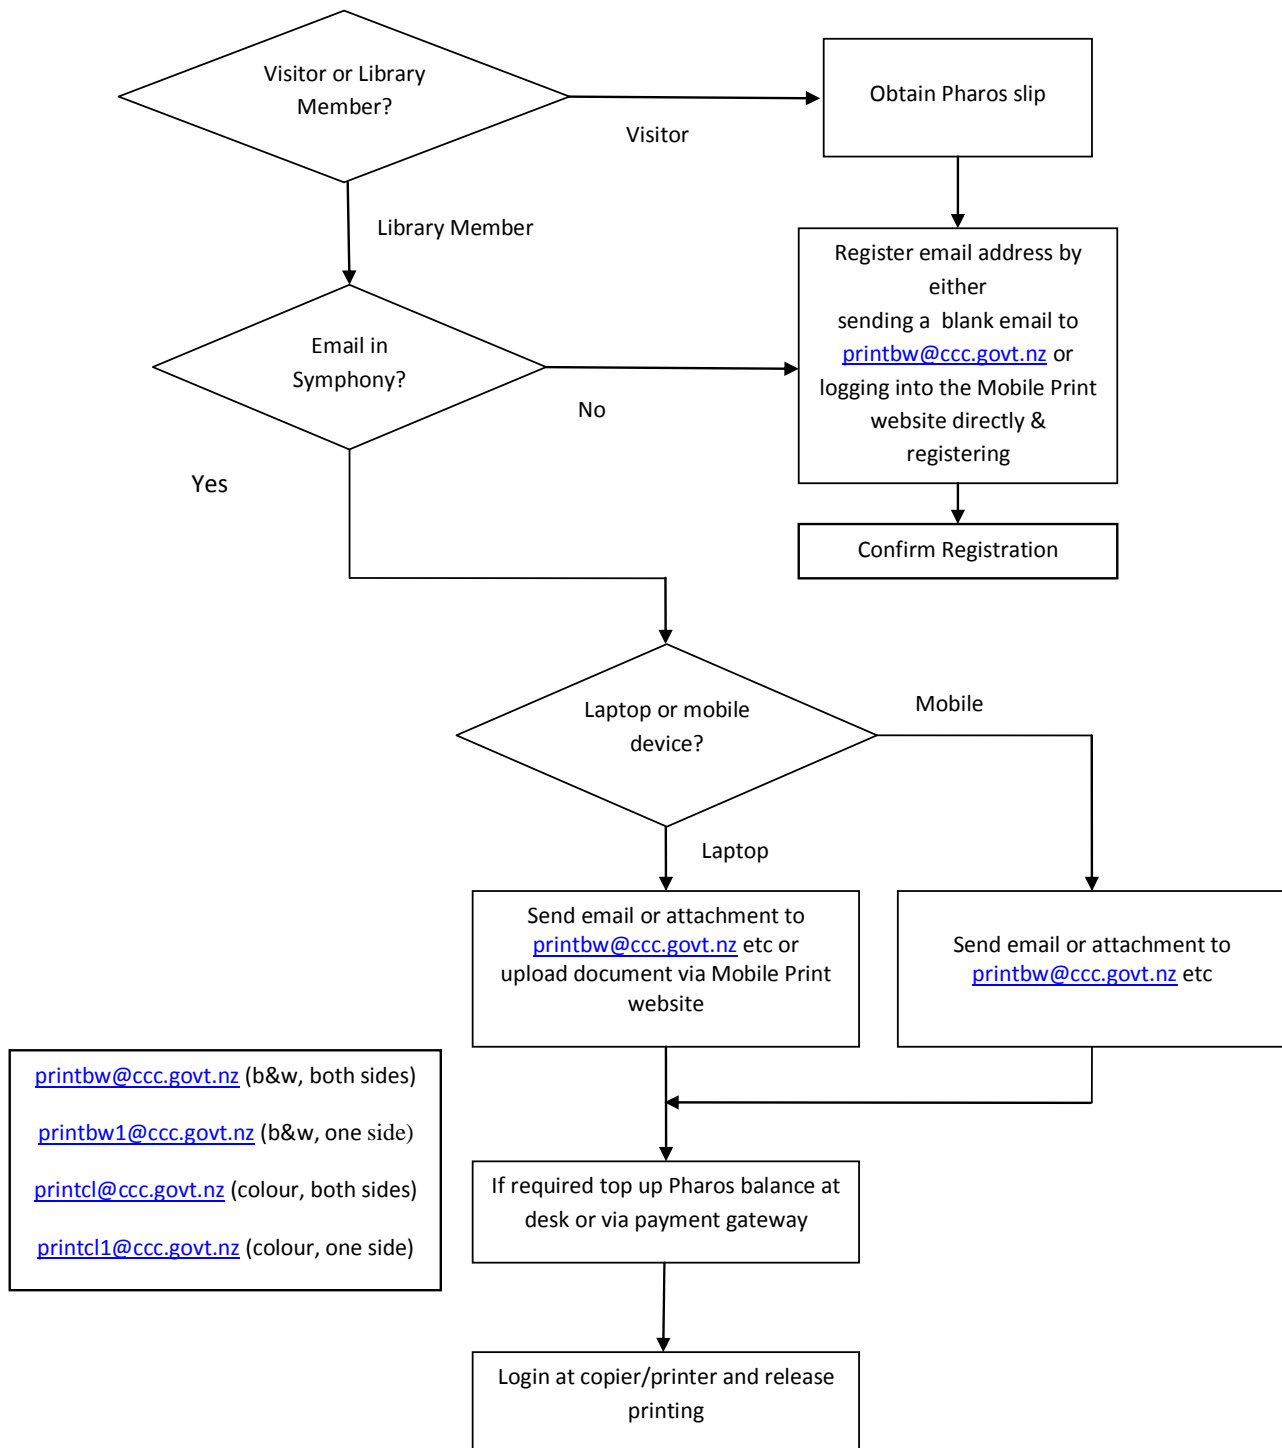 Visitor or Library
Member?
Visitor
Obtain Pharos slip
Library Member
Email in
Symphony?
No
Yes
Register email address by
either
sending a  blank email to
printbw@ccc.govt.nz or
logging into the Mobile Print
website directly &
registering
Confirm Registration
Laptop or mobile
device?
Mobile
Laptop
Send email or attachment to
printbw@ccc.govt.nz etc or
upload document via Mobile Print
website
Send email or attachment to
printbw@ccc.govt.nz etc
printbw@ccc.govt.nz (b&w, both sides)
printbw1@ccc.govt.nz (b&w, one side)
printcl@ccc.govt.nz (colour, both sides)
printcl1@ccc.govt.nz (colour, one side)
If required top up Pharos balance at
desk or via payment gateway
Login at copier/printer and release
printing